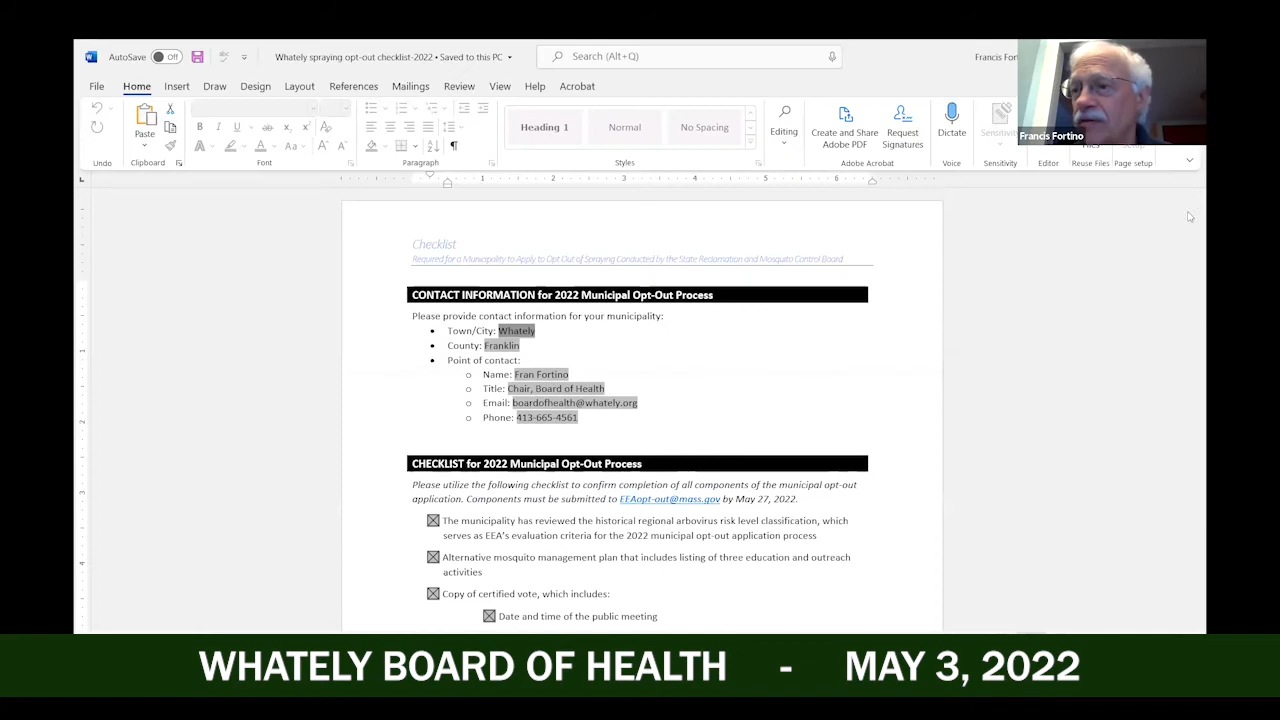 AutoSave Off Whately spraying opt-out checklist-2022 • Saved to this PC Search (Alt+Q) Francis For
File Home Insert Draw Design Layout References Mailings Review View Help Acrobat
Francis Fortino
Paste Heading 1 Normal No Spacing Editing Create and Share Adobe PDF Request Signatures Dictate Sensitivity
Undo Clipboard Font Paragraph Styles Adobe Acrobat Voice Sensitivity Editor Reuse Files Page setup
1 2 3 4 5 6
Checklist
Required for a Municipality to Apply to Opt Out of Spraying Conducted by the State Reclamation and Mosquito Control Board
CONTACT INFORMATION for 2022 Municipal Opt-Out Process
Please provide contact information for your municipality:
• Town/City: Whately
• County: Franklin
• Point of contact:
o Name: Fran Fortino
o Title: Chair, Board of Health
o Email: boardofhealth@whately.org
o Phone: 413-665-4561
CHECKLIST for 2022 Municipal Opt-Out Process
Please utilize the following checklist to confirm completion of all components of the municipal opt-out
application. Components must be submitted to EEAopt-out@mass.gov by May 27, 2022.
☒ The municipality has reviewed the historical regional arbovirus risk level classification, which
serves as EEA's evaluation criteria for the 2022 municipal opt-out application process
☒ Alternative mosquito management plan that includes listing of three education and outreach
activities
☒ Copy of certified vote, which includes:
☒ Date and time of the public meeting
WHATELY BOARD OF HEALTH - MAY 3, 2022